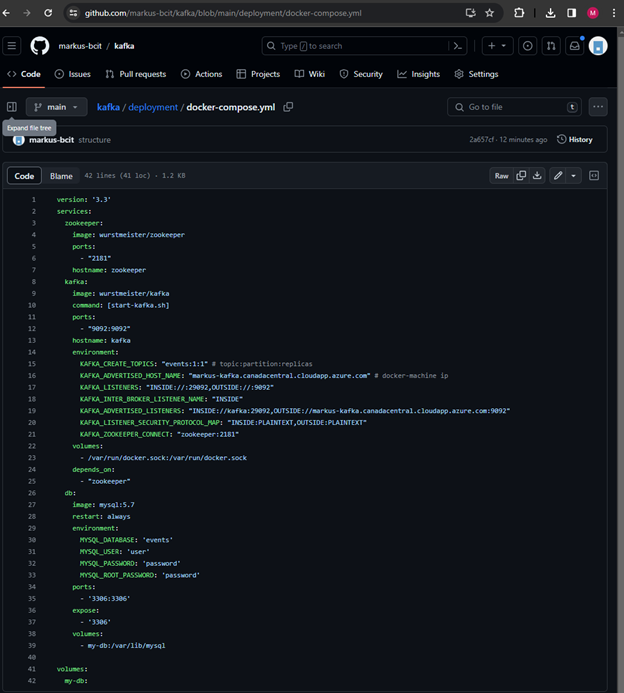 github.com/markus-bcit/kafka/blob/main/deployment/docker-compose.yml
M
markus-bcit / kafka
Type / to search
Code Issues Pull requests Actions Projects Wiki Security Insights Settings
main kafka / deployment / docker-compose.yml Go to file t
Expand file tree
markus-bcit structure 2a657cf · 12 minutes ago History
Code Blame 42 lines (41 loc) · 1.2 KB Raw
1 version: '3.3'
2 services:
3 zookeeper:
4 image: wurstmeister/zookeeper
5 ports:
6 - "2181"
7 hostname: zookeeper
8 kafka:
9 image: wurstmeister/kafka
10 command: [start-kafka.sh]
11 ports:
12 - "9092:9092"
13 hostname: kafka
14 environment:
15 KAFKA_CREATE_TOPICS: "events:1:1" # topic:partition:replicas
16 KAFKA_ADVERTISED_HOST_NAME: "markus-kafka.canadacentral.cloudapp.azure.com" # docker-machine ip
17 KAFKA_LISTENERS: "INSIDE://:29092,OUTSIDE://:9092"
18 KAFKA_INTER_BROKER_LISTENER_NAME: "INSIDE"
19 KAFKA_ADVERTISED_LISTENERS: "INSIDE://kafka:29092,OUTSIDE://markus-kafka.canadacentral.cloudapp.azure.com:9092"
20 KAFKA_LISTENER_SECURITY_PROTOCOL_MAP: "INSIDE:PLAINTEXT,OUTSIDE:PLAINTEXT"
21 KAFKA_ZOOKEEPER_CONNECT: "zookeeper:2181"
22 volumes:
23 - /var/run/docker.sock:/var/run/docker.sock
24 depends_on:
25 - "zookeeper"
26 db:
27 image: mysql:5.7
28 restart: always
29 environment:
30 MYSQL_DATABASE: 'events'
31 MYSQL_USER: 'user'
32 MYSQL_PASSWORD: 'password'
33 MYSQL_ROOT_PASSWORD: 'password'
34 ports:
35 - '3306:3306'
36 expose:
37 - '3306'
38 volumes:
39 - my-db:/var/lib/mysql
40
41 volumes:
42 my-db: